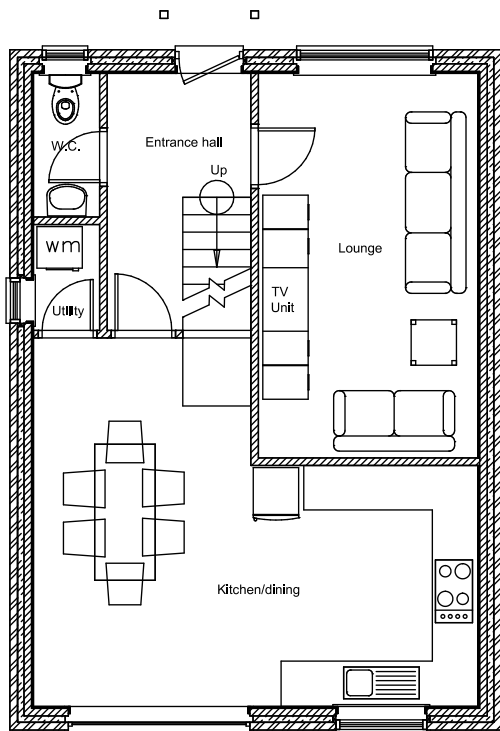 W.C.
Entrance hall
Up
wm
Lounge
Utility
TV
Unit
Kitchen/dining